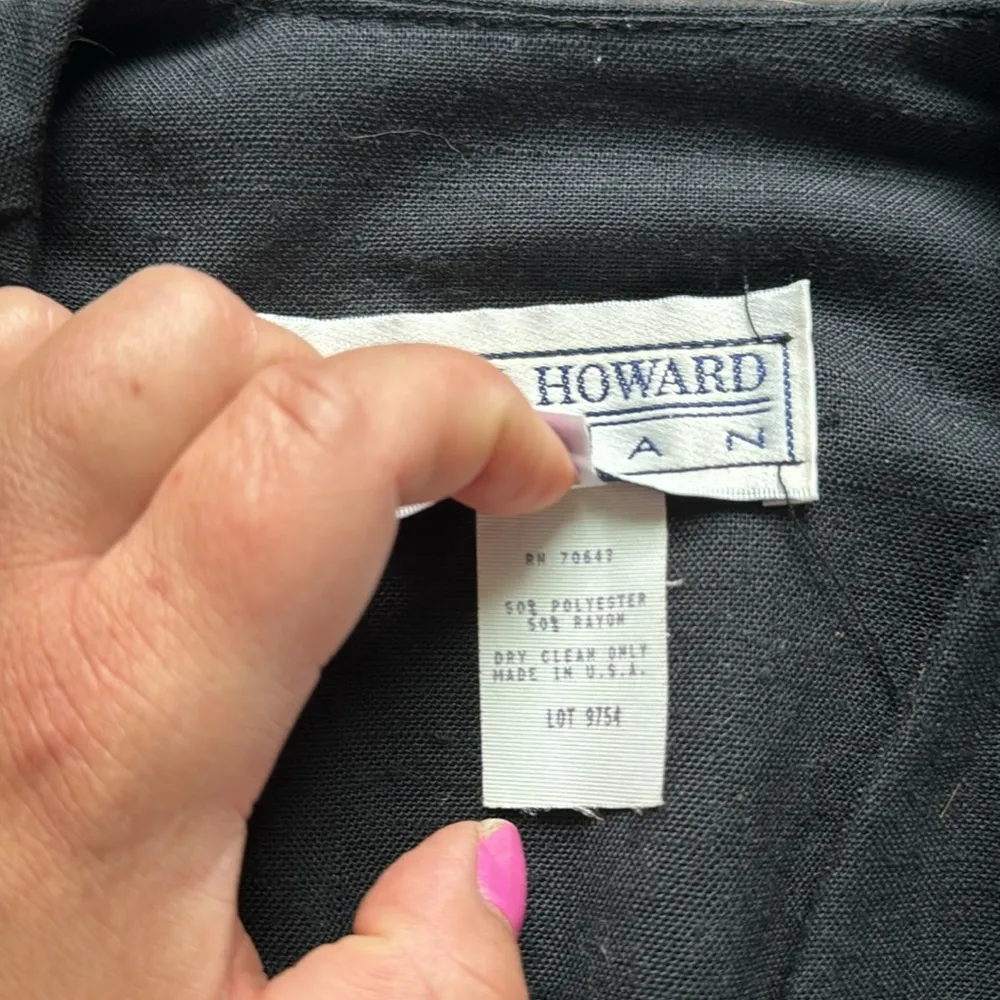 HOWARD
A N
RN 70643
50% POLYESTER
50% RAYON
DRY CLEAN ONLY
MADE IN U.S.A.
LOT 9754